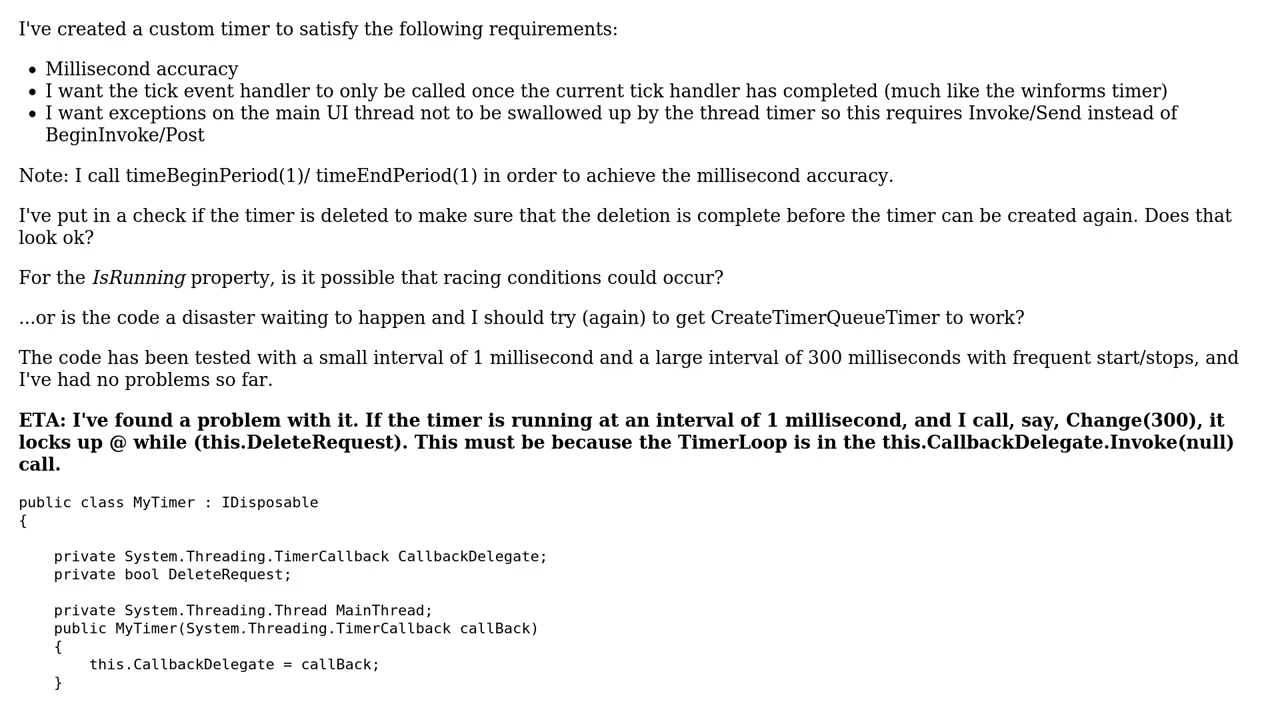 I've created a custom timer to satisfy the following requirements:
• Millisecond accuracy
• I want the tick event handler to only be called once the current tick handler has completed (much like the winforms timer)
• I want exceptions on the main UI thread not to be swallowed up by the thread timer so this requires Invoke/Send instead of
BeginInvoke/Post
Note: I call timeBeginPeriod(1)/ timeEndPeriod(1) in order to achieve the millisecond accuracy.
I've put in a check if the timer is deleted to make sure that the deletion is complete before the timer can be created again. Does that
look ok?
For the IsRunning property, is it possible that racing conditions could occur?
...or is the code a disaster waiting to happen and I should try (again) to get CreateTimerQueueTimer to work?
The code has been tested with a small interval of 1 millisecond and a large interval of 300 milliseconds with frequent start/stops, and
I've had no problems so far.
ETA: I've found a problem with it. If the timer is running at an interval of 1 millisecond, and I call, say, Change(300), it
locks up @ while (this.DeleteRequest). This must be because the TimerLoop is in the this.CallbackDelegate.Invoke(null)
call.
public class MyTimer : IDisposable
{
    private System.Threading.TimerCallback CallbackDelegate;
    private bool DeleteRequest;
    private System.Threading.Thread MainThread;
    public MyTimer(System.Threading.TimerCallback callBack)
    {
        this.CallbackDelegate = callBack;
    }